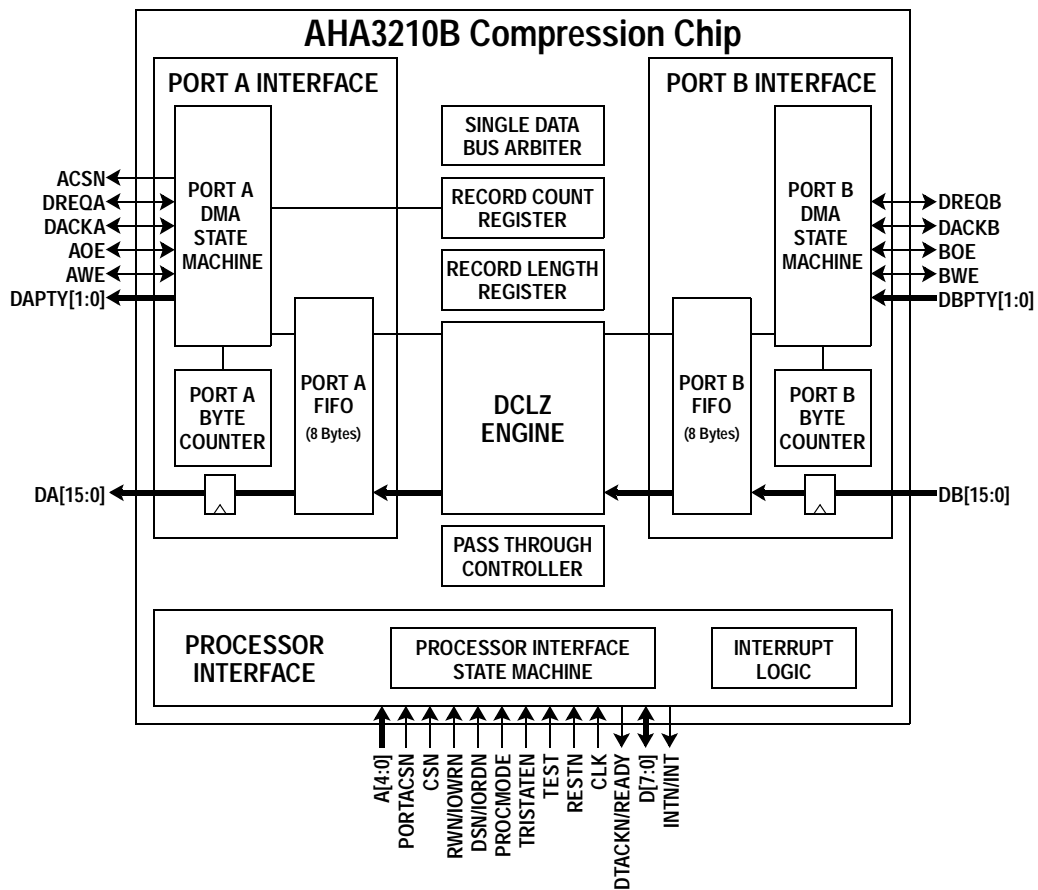 AHA3210B Compression Chip
PORT A INTERFACE
PORT A
DMA
STATE
MACHINE
ACSN
DREQA
DACKA
AOE
AWE
DAPTY[1:0]
PORT A
BYTE
COUNTER
PORT A
FIFO
(8 Bytes)
DA[15:0]
SINGLE DATA
BUS ARBITER
RECORD COUNT
REGISTER
RECORD LENGTH
REGISTER
DCLZ
ENGINE
PASS THROUGH
CONTROLLER
PORT B INTERFACE
PORT B
DMA
STATE
MACHINE
DREQB
DACKB
BOE
BWE
DBPTY[1:0]
PORT B
FIFO
(8 Bytes)
PORT B
BYTE
COUNTER
DB[15:0]
PROCESSOR
INTERFACE
PROCESSOR INTERFACE
STATE MACHINE
INTERRUPT
LOGIC
A[4:0]
PORTACSN
CSN
RWN/IOWRN
DSN/IORDN
PROCMODE
TRISTATEN
TEST
RESTN
CLK
DTACKN/READY
D[7:0]
INTN/INT